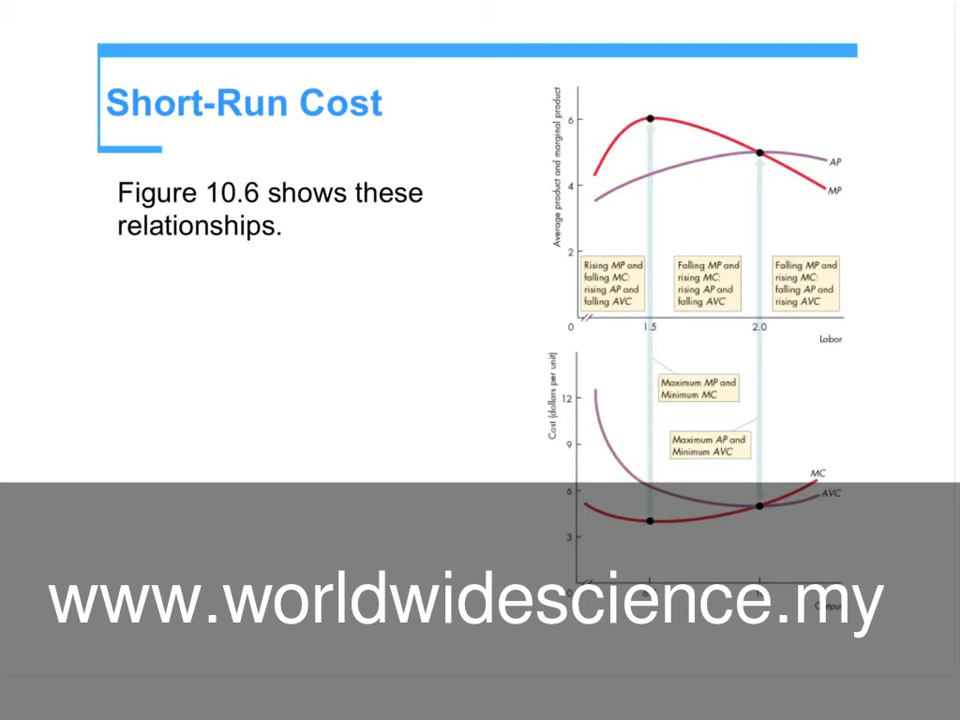 Short-Run Cost
Figure 10.6 shows these
relationships.
Average product and marginal product
6
4
2
0
AP
MP
Rising MP and
falling MC:
rising AP and
falling AVC
Falling MP and
rising MC:
rising AP and
falling AVC
Falling MP and
rising MC:
falling AP and
rising AVC
1.5
2.0
Labor
Cost (dollars per unit)
12
9
6
3
0
Maximum MP and
Minimum MC
Maximum AP and
Minimum AVC
MC
AVC
Output
www.worldwidescience.my